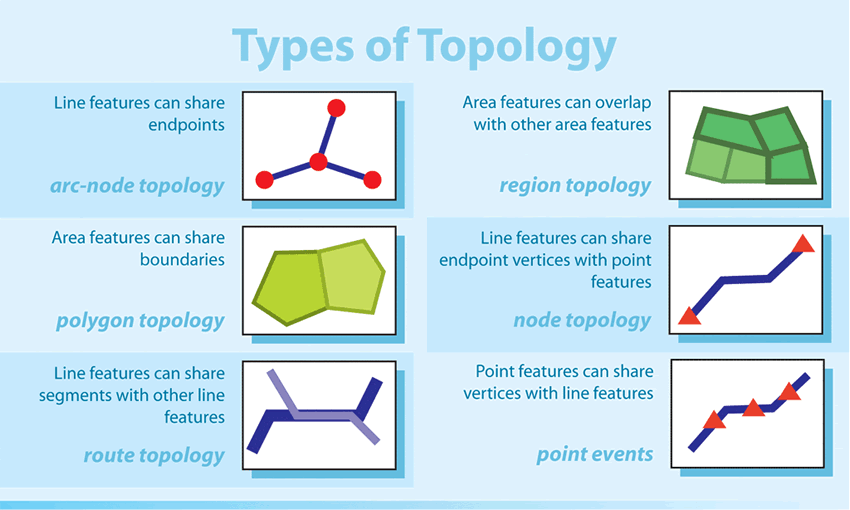 Types of Topology
Line features can share
endpoints
arc-node topology
Area features can share
boundaries
polygon topology
Line features can share
segments with other line
features
route topology
Area features can overlap
with other area features
region topology
Line features can share
endpoint vertices with point
features
node topology
Point features can share
vertices with line features
point events